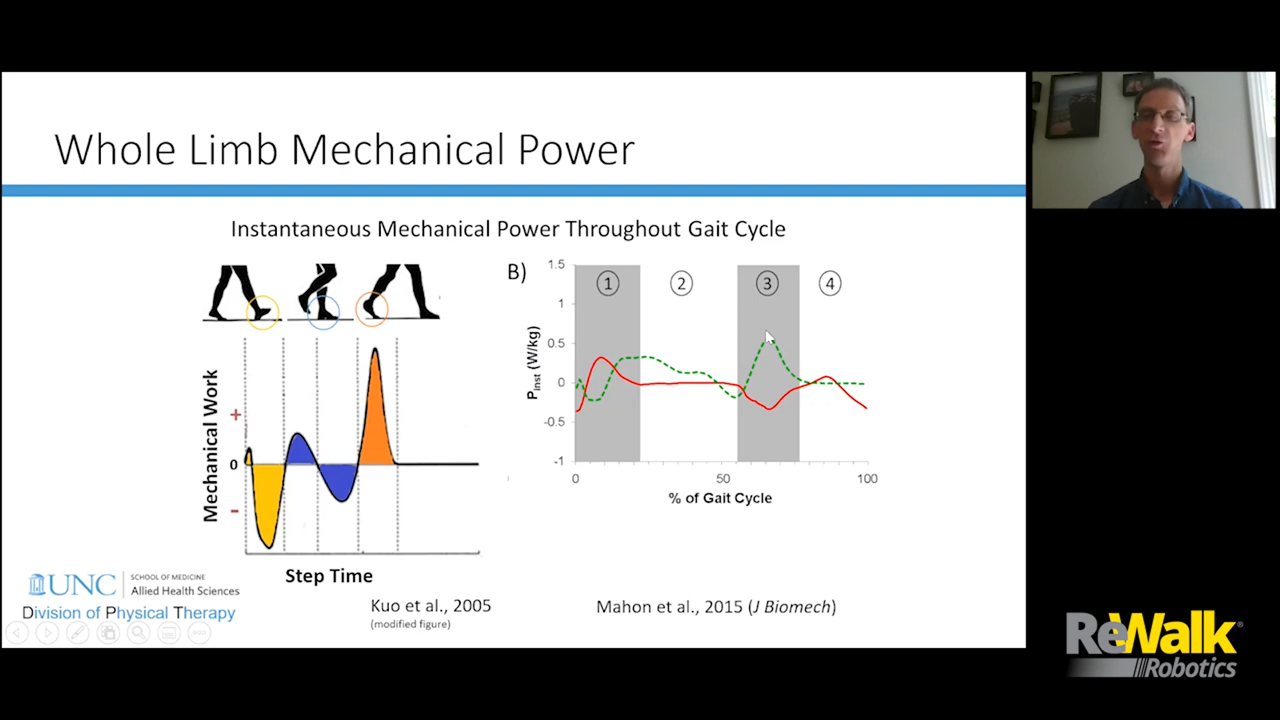 Whole Limb Mechanical Power
Instantaneous Mechanical Power Throughout Gait Cycle
B)
1.5
1
0.5
0
-0.5
-1
P Inst (W/kg)
1
2
3
4
0
50
100
% of Gait Cycle
Mechanical Work
+
0
-
Step Time
UNC
SCHOOL OF MEDICINE
Allied Health Sciences
Division of Physical Therapy
Kuo et al., 2005
(modified figure)
Mahon et al., 2015 (J Biomech)
ReWalk
Robotics